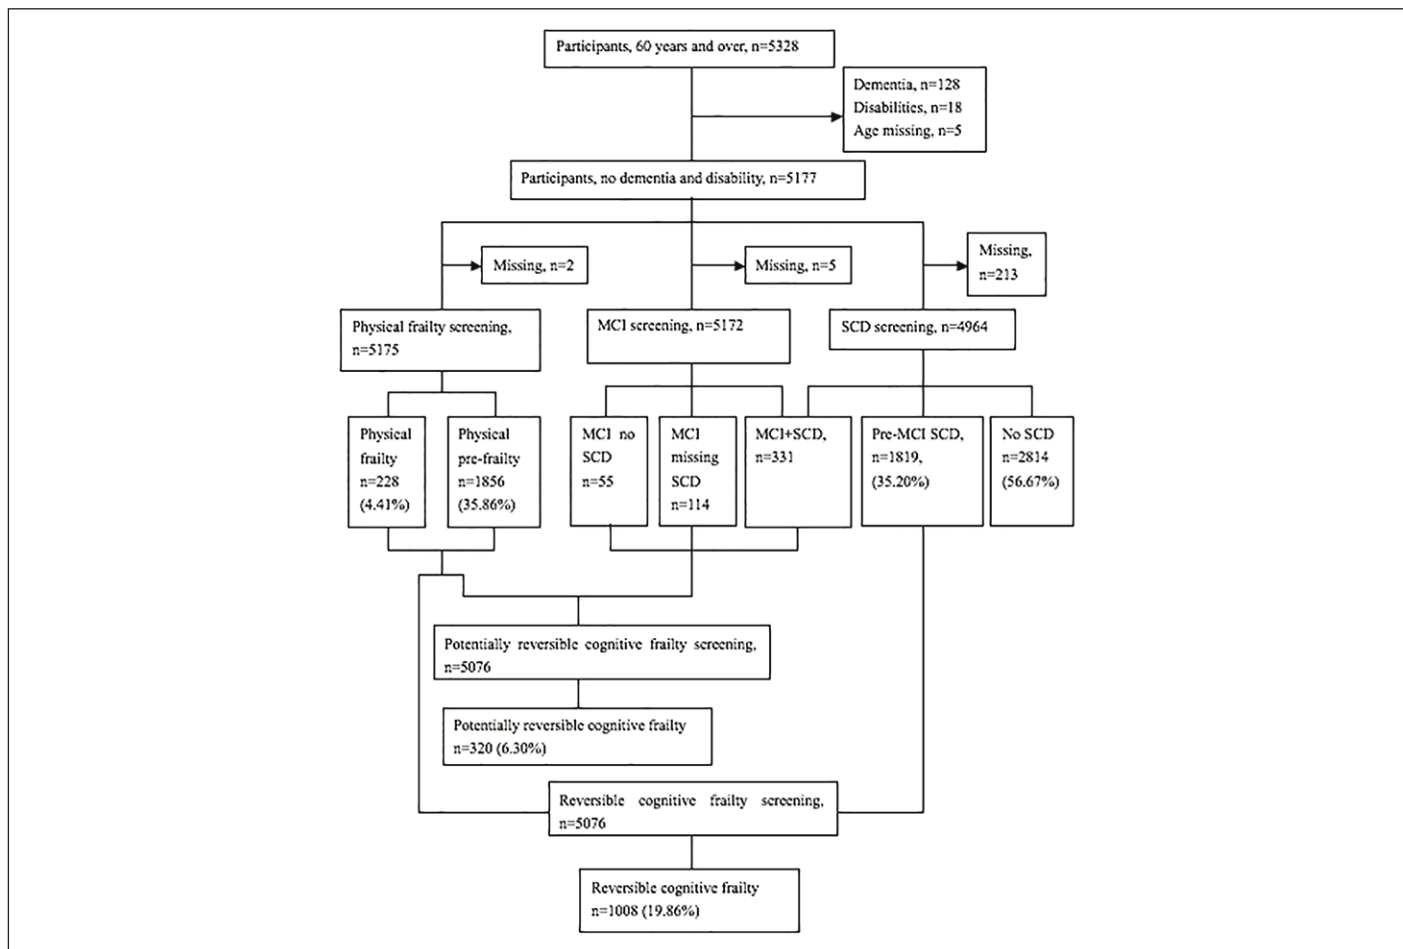 Participants, 60 years and over, n=5328
Dementia, n=128
Disabilities, n=18
Age missing, n=5
Participants, no dementia and disability, n=5177
Missing, n=2
Missing, n=5
Missing,
n=213
Physical frailty screening,
n=5175
MCI screening, n=5172
SCD screening, n=4964
Physical
frailty
n=228
(4.41%)
Physical
pre-frailty
n=1856
(35.86%)
MCI no
SCD
n=55
MCI
missing
SCD
n=114
MCI+SCD,
n=331
Pre-MCI SCD,
n=1819,
(35.20%)
No SCD
n=2814
(56.67%)
Potentially reversible cognitive frailty screening,
n=5076
Potentially reversible cognitive frailty
n=320 (6.30%)
Reversible cognitive frailty screening,
n=5076
Reversible cognitive frailty
n=1008 (19.86%)